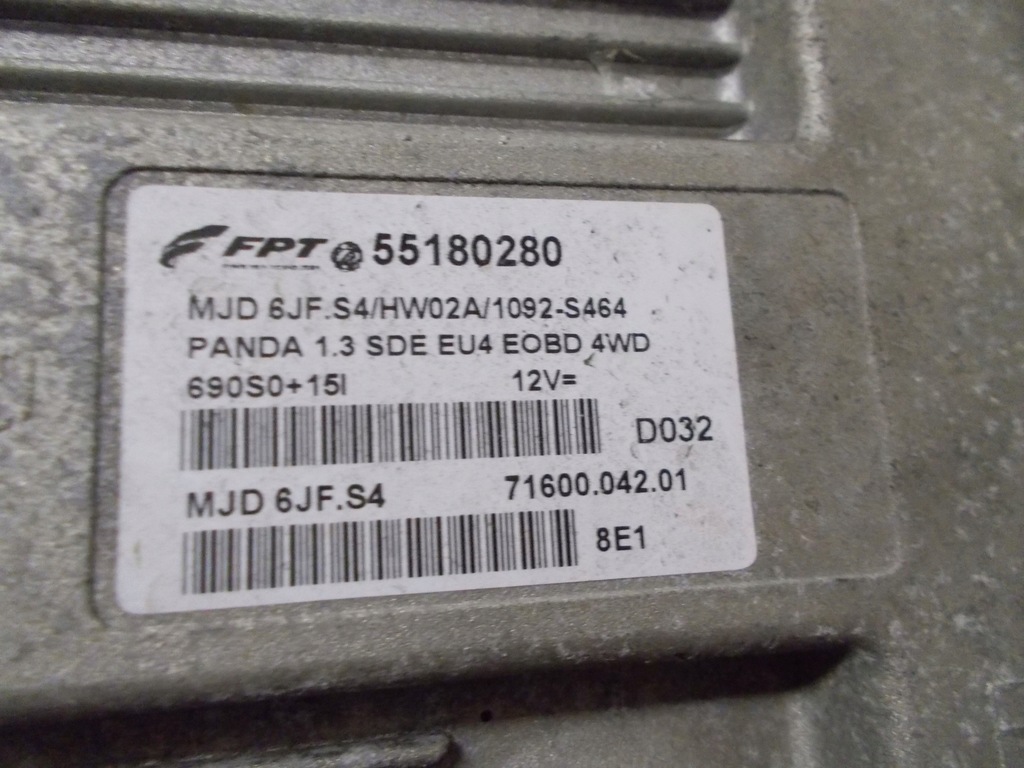 FPT 55180280
MJD 6JF.S4/HW02A/1092-S464
PANDA 1.3 SDE EU4 EOBD 4WD
690S0+15I 12V=
D032
MJD 6JF.S4 71600.042.01
8E1